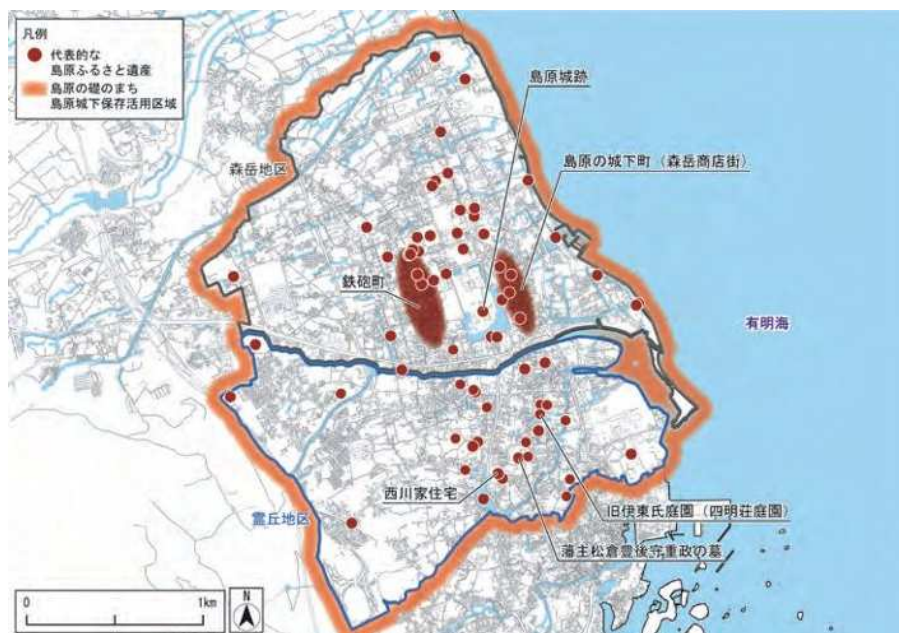 凡例
代表的な
島原ふるさと遺産
島原の礎のまち
島原城下保存活用区域
島原城跡
島原の城下町（森岳商店街）
森岳地区
鉄砲町
有明海
西川家住宅
旧伊東氏庭園（四明荘庭園）
霊丘地区
藩主松倉豊後守重政の墓
0
1km
N